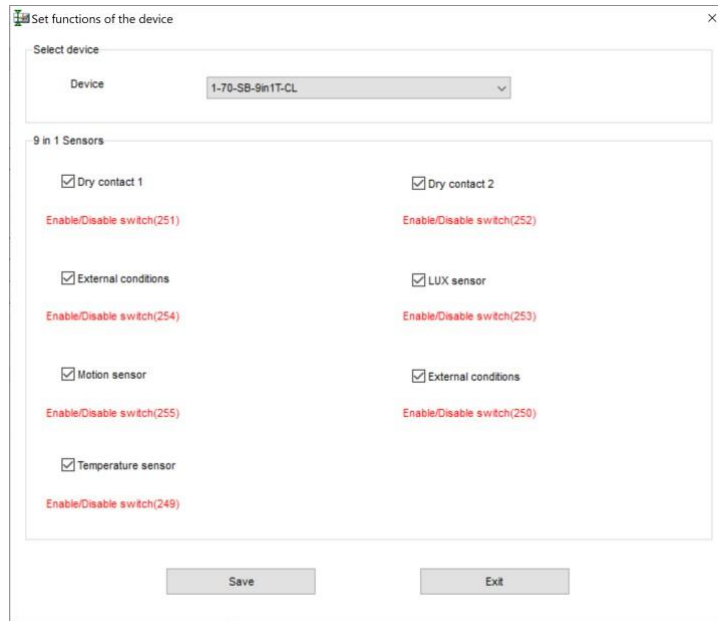 Set functions of the device
Select device
Device
1-70-SB-9in1T-CL
9 in 1 Sensors
Dry contact 1
Dry contact 2
Enable/Disable switch(251)
Enable/Disable switch(252)
External conditions
LUX sensor
Enable/Disable switch(254)
Enable/Disable switch(253)
Motion sensor
External conditions
Enable/Disable switch(255)
Enable/Disable switch(250)
Temperature sensor
Enable/Disable switch(249)
Save
Exit